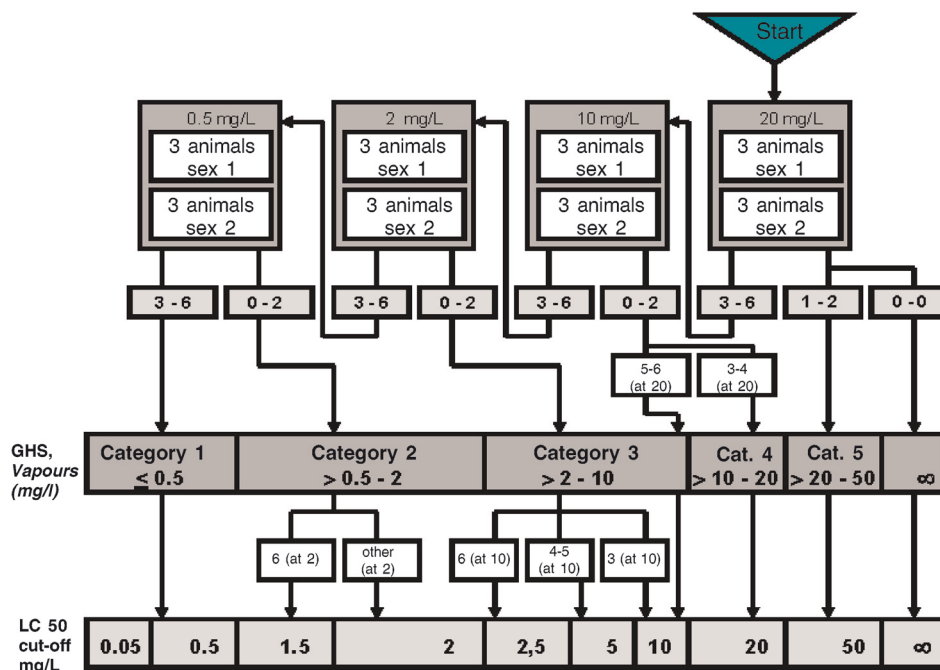 Start
0.5 mg/L
2 mg/L
10 mg/L
20 mg/L
3 animals
sex 1
3 animals
sex 1
3 animals
sex 1
3 animals
sex 1
3 animals
sex 2
3 animals
sex 2
3 animals
sex 2
3 animals
sex 2
3 - 6
0 - 2
3 - 6
0 - 2
3 - 6
0 - 2
3 - 6
1 - 2
0 - 0
5-6
(at 20)
3-4
(at 20)
GHS,
Vapours
(mg/l)
Category 1
≤ 0.5
Category 2
> 0.5 - 2
Category 3
> 2 - 10
Cat. 4
> 10 - 20
Cat. 5
> 20 - 50
∞
6 (at 2)
other
(at 2)
6 (at 10)
4-5
(at 10)
3 (at 10)
LC 50
cut-off
mg/L
0.05
0.5
1.5
2
2,5
5
10
20
50
∞